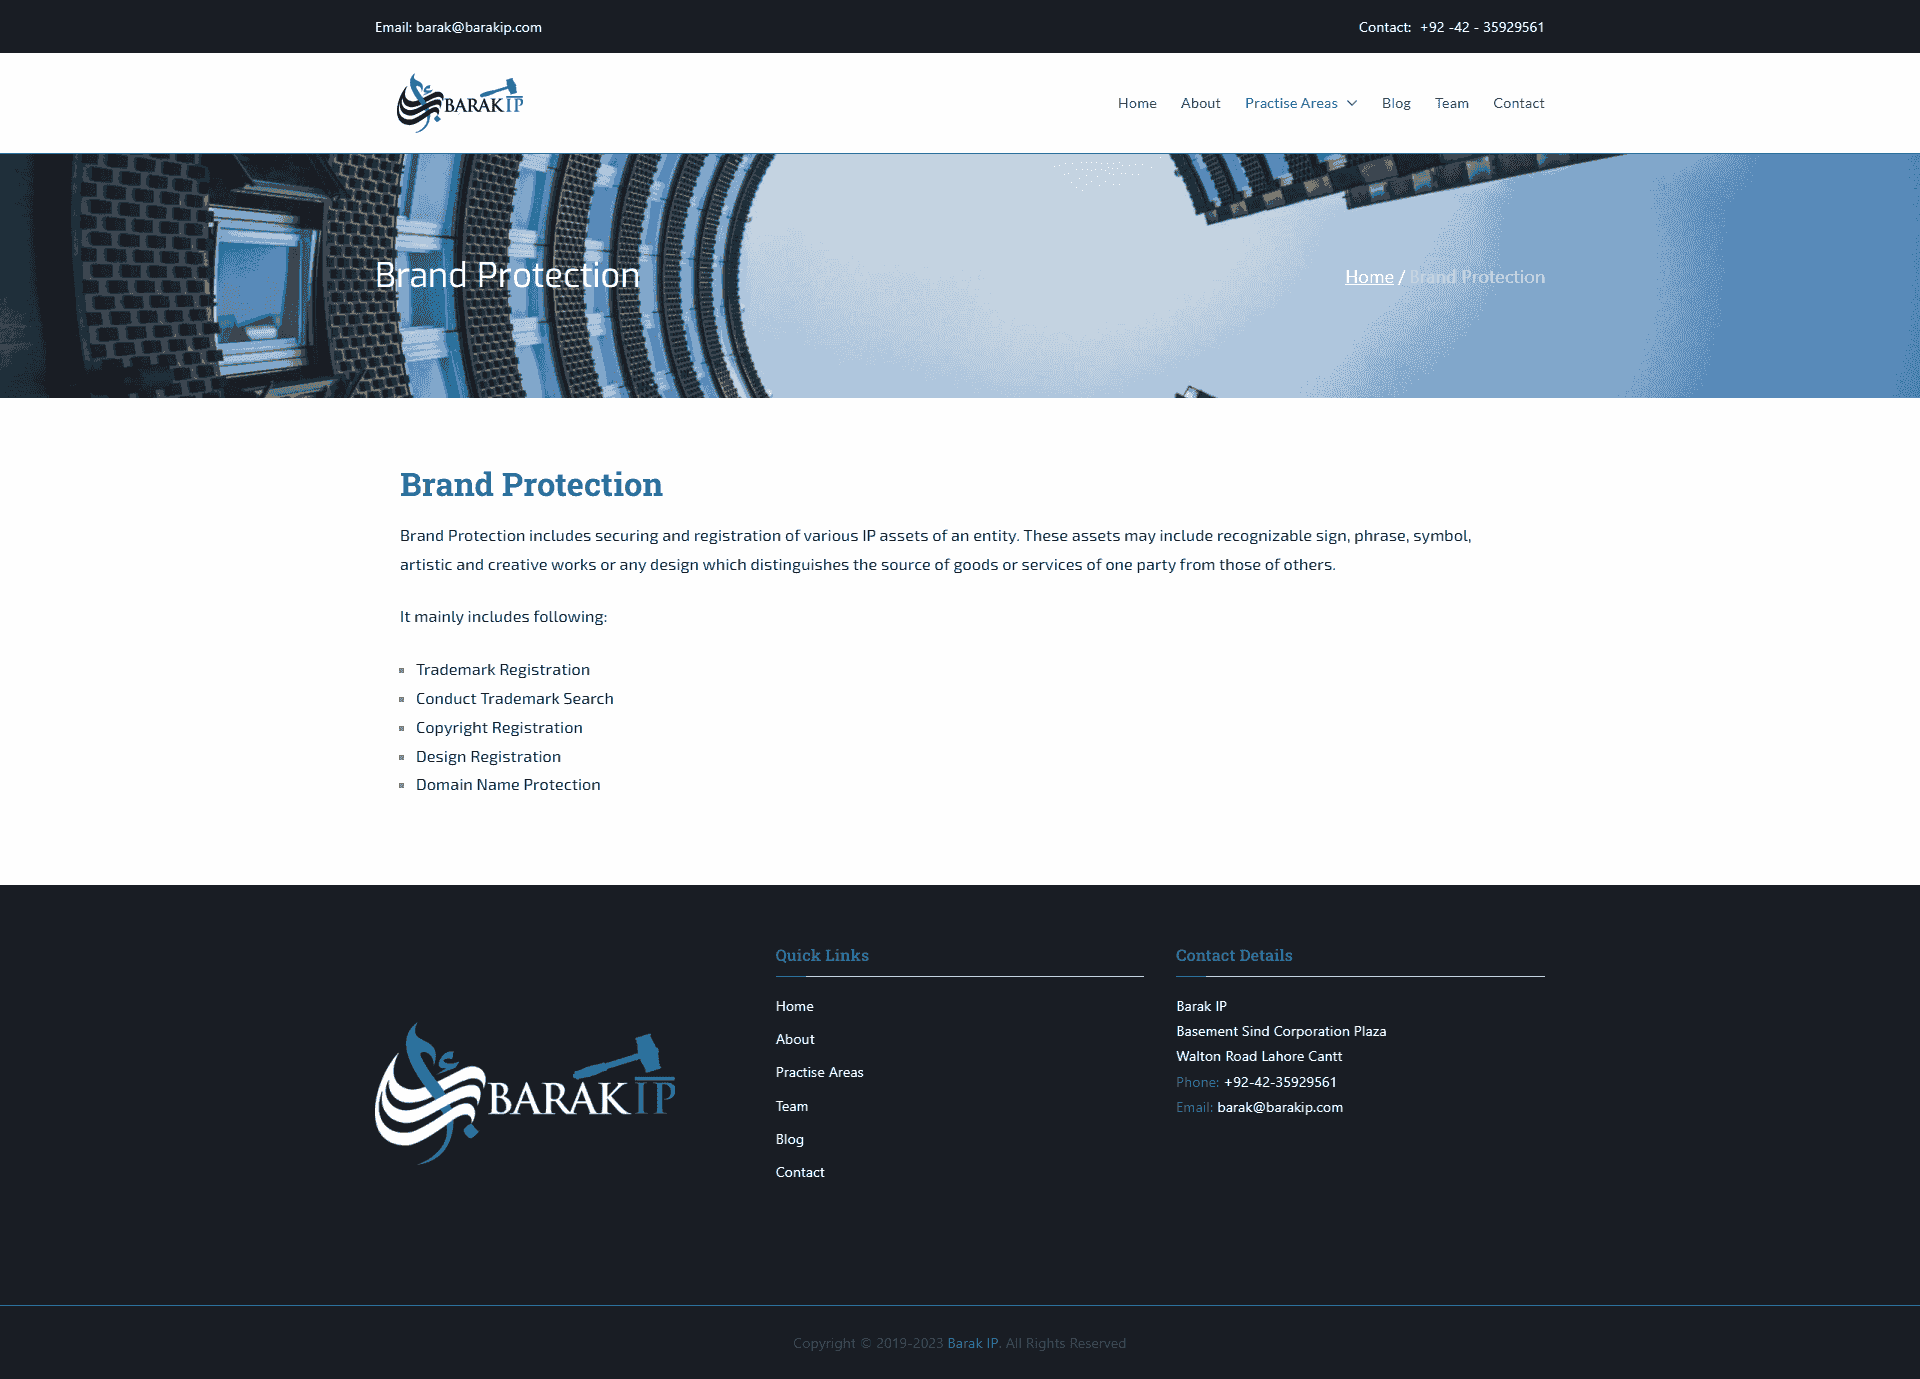 Email: barak@barakip.com
Contact: +92 -42 - 35929561
BARAK IP
Home
About
Practise Areas
Blog
Team
Contact
Brand Protection
Home / Brand Protection
Brand Protection
Brand Protection includes securing and registration of various IP assets of an entity. These assets may include recognizable sign, phrase, symbol,
artistic and creative works or any design which distinguishes the source of goods or services of one party from those of others.
It mainly includes following:
Trademark Registration
Conduct Trademark Search
Copyright Registration
Design Registration
Domain Name Protection
BARAK IP
Quick Links
Home
About
Practise Areas
Team
Blog
Contact
Contact Details
Barak IP
Basement Sind Corporation Plaza
Walton Road Lahore Cantt
Phone: +92-42-35929561
Email: barak@barakip.com
Copyright © 2019-2023 Barak IP. All Rights Reserved